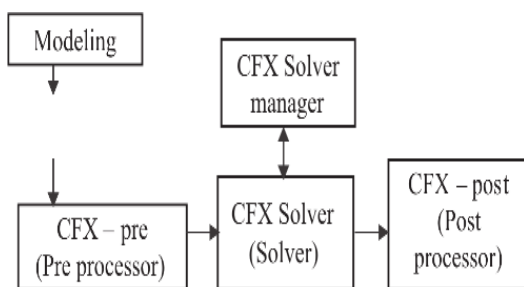 Modeling
CFX Solver
manager
CFX – pre
(Pre processor)
CFX Solver
(Solver)
CFX – post
(Post
processor)